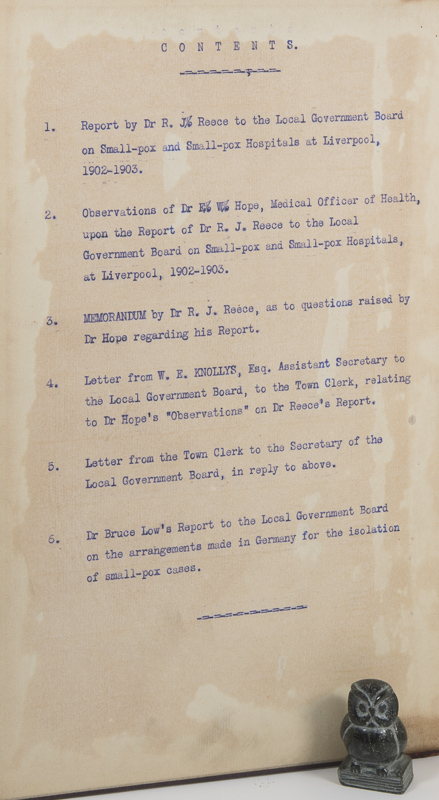 C O N T E N T S.
1. Report by Dr R. J. Reece to the Local Government Board
on Small-pox and Small-pox Hospitals at Liverpool,
1902-1903.
2. Observations of Dr E. W. Hope, Medical Officer of Health,
upon the Report of Dr R. J. Reece to the Local
Government Board on Small-pox and Small-pox Hospitals,
at Liverpool, 1902-1903.
3. MEMORANDUM by Dr R. J. Reece, as to questions raised by
Dr Hope regarding his Report.
4. Letter from W. E. KNOLLYS, Esq. Assistant Secretary to
the Local Government Board, to the Town Clerk, relating
to Dr Hope's "Observations" on Dr Reece's Report.
5. Letter from the Town Clerk to the Secretary of the
Local Government Board, in reply to above.
6. Dr Bruce Low's Report to the Local Government Board
on the arrangements made in Germany for the isolation
of small-pox cases.